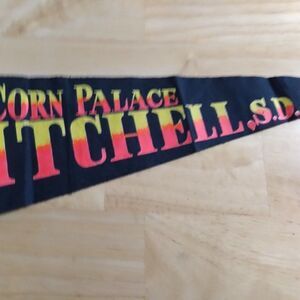 CORN PALACE
ITCHELL, S.D.